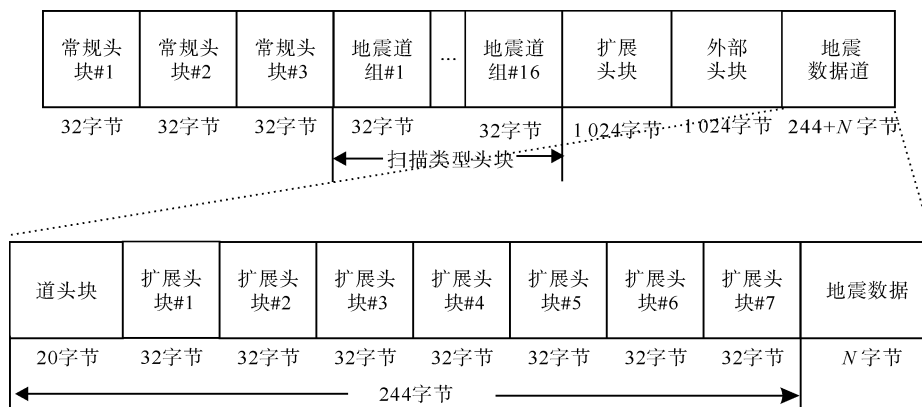 常规头
块#1
常规头
块#2
常规头
块#3
地震道
组#1
...
地震道
组#16
扩展
头块
外部
头块
地震
数据道
32字节
32字节
32字节
32字节
32字节
1 024字节
1 024字节
244+N 字节
扫描类型头块
道头块
扩展头
块#1
扩展头
块#2
扩展头
块#3
扩展头
块#4
扩展头
块#5
扩展头
块#6
扩展头
块#7
地震数据
20字节
32字节
32字节
32字节
32字节
32字节
32字节
32字节
N 字节
244字节